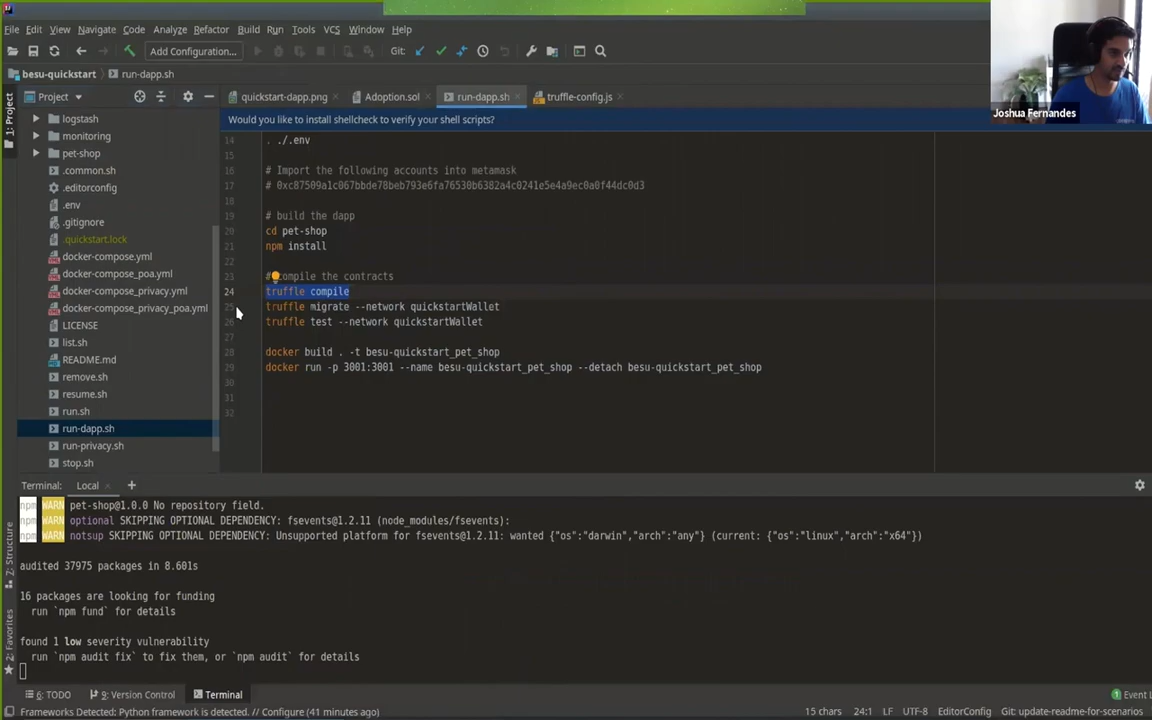 File Edit View Navigate Code Analyze Refactor Build Run Tools VCS Window Help
Add Configuration... Git:
besu-quickstart run-dapp.sh
Project quickstart-dapp.png Adoption.sol run-dapp.sh truffle-config.js
Joshua Fernandes
1: Project
Would you like to install shellcheck to verify your shell scripts?
logstash
monitoring
pet-shop
.common.sh
.editorconfig
.env
.gitignore
.quickstart.lock
docker-compose.yml
docker-compose_poa.yml
docker-compose_privacy.yml
docker-compose_privacy_poa.yml
LICENSE
list.sh
README.md
remove.sh
resume.sh
run.sh
run-dapp.sh
run-privacy.sh
stop.sh
14 . ./.env
15
16 # Import the following accounts into metamask
17 # 0xc87509a1c067bbde78beb793e6fa76530b6382a4c0241e5e4a9ec0a0f44dc0d3
18
19 # build the dapp
20 cd pet-shop
21 npm install
22
23 # compile the contracts
24 truffle compile
25 truffle migrate --network quickstartWallet
26 truffle test --network quickstartWallet
27
28 docker build . -t besu-quickstart_pet_shop
29 docker run -p 3001:3001 --name besu-quickstart_pet_shop --detach besu-quickstart_pet_shop
30
31
32
Terminal: Local +
npm WARN pet-shop@1.0.0 No repository field.
npm WARN optional SKIPPING OPTIONAL DEPENDENCY: fsevents@1.2.11 (node_modules/fsevents):
npm WARN notsup SKIPPING OPTIONAL DEPENDENCY: Unsupported platform for fsevents@1.2.11: wanted {"os":"darwin","arch":"any"} (current: {"os":"linux","arch":"x64"})
audited 37975 packages in 8.601s
16 packages are looking for funding
run `npm fund` for details
found 1 low severity vulnerability
run `npm audit fix` to fix them, or `npm audit` for details
7: Structure
2: Favorites
6: TODO 9: Version Control Terminal 1 Event L
Frameworks Detected: Python framework is detected. // Configure (41 minutes ago) 15 chars 24:1 LF UTF-8 EditorConfig Git: update-readme-for-scenarios